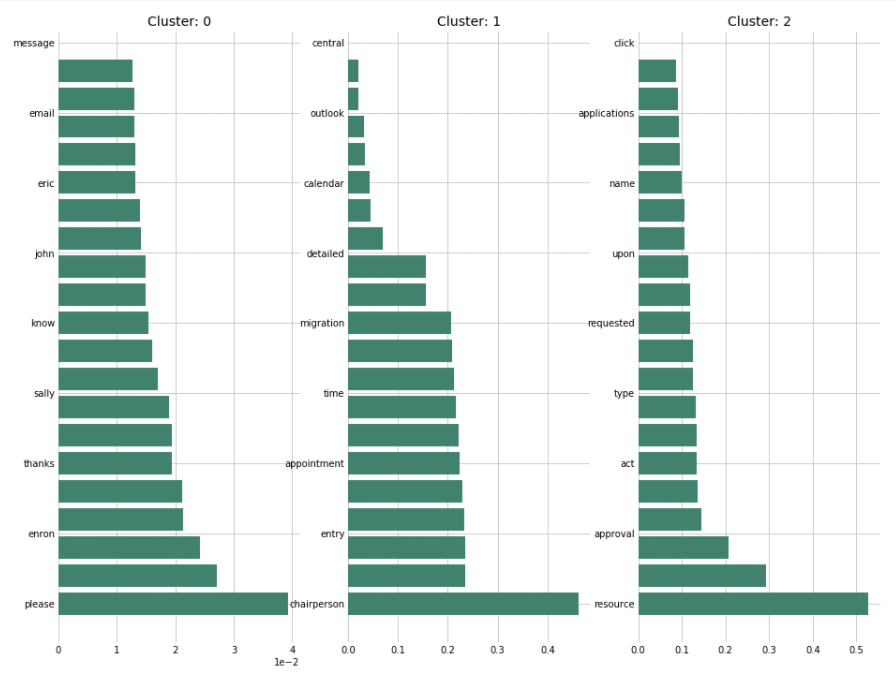 Cluster: 0
message
email
eric
john
know
sally
thanks
enron
please
0 1 2 3 4
1e−2
Cluster: 1
central
outlook
calendar
detailed
migration
time
appointment
entry
chairperson
0.0 0.1 0.2 0.3 0.4
Cluster: 2
click
applications
name
upon
requested
type
act
approval
resource
0.0 0.1 0.2 0.3 0.4 0.5